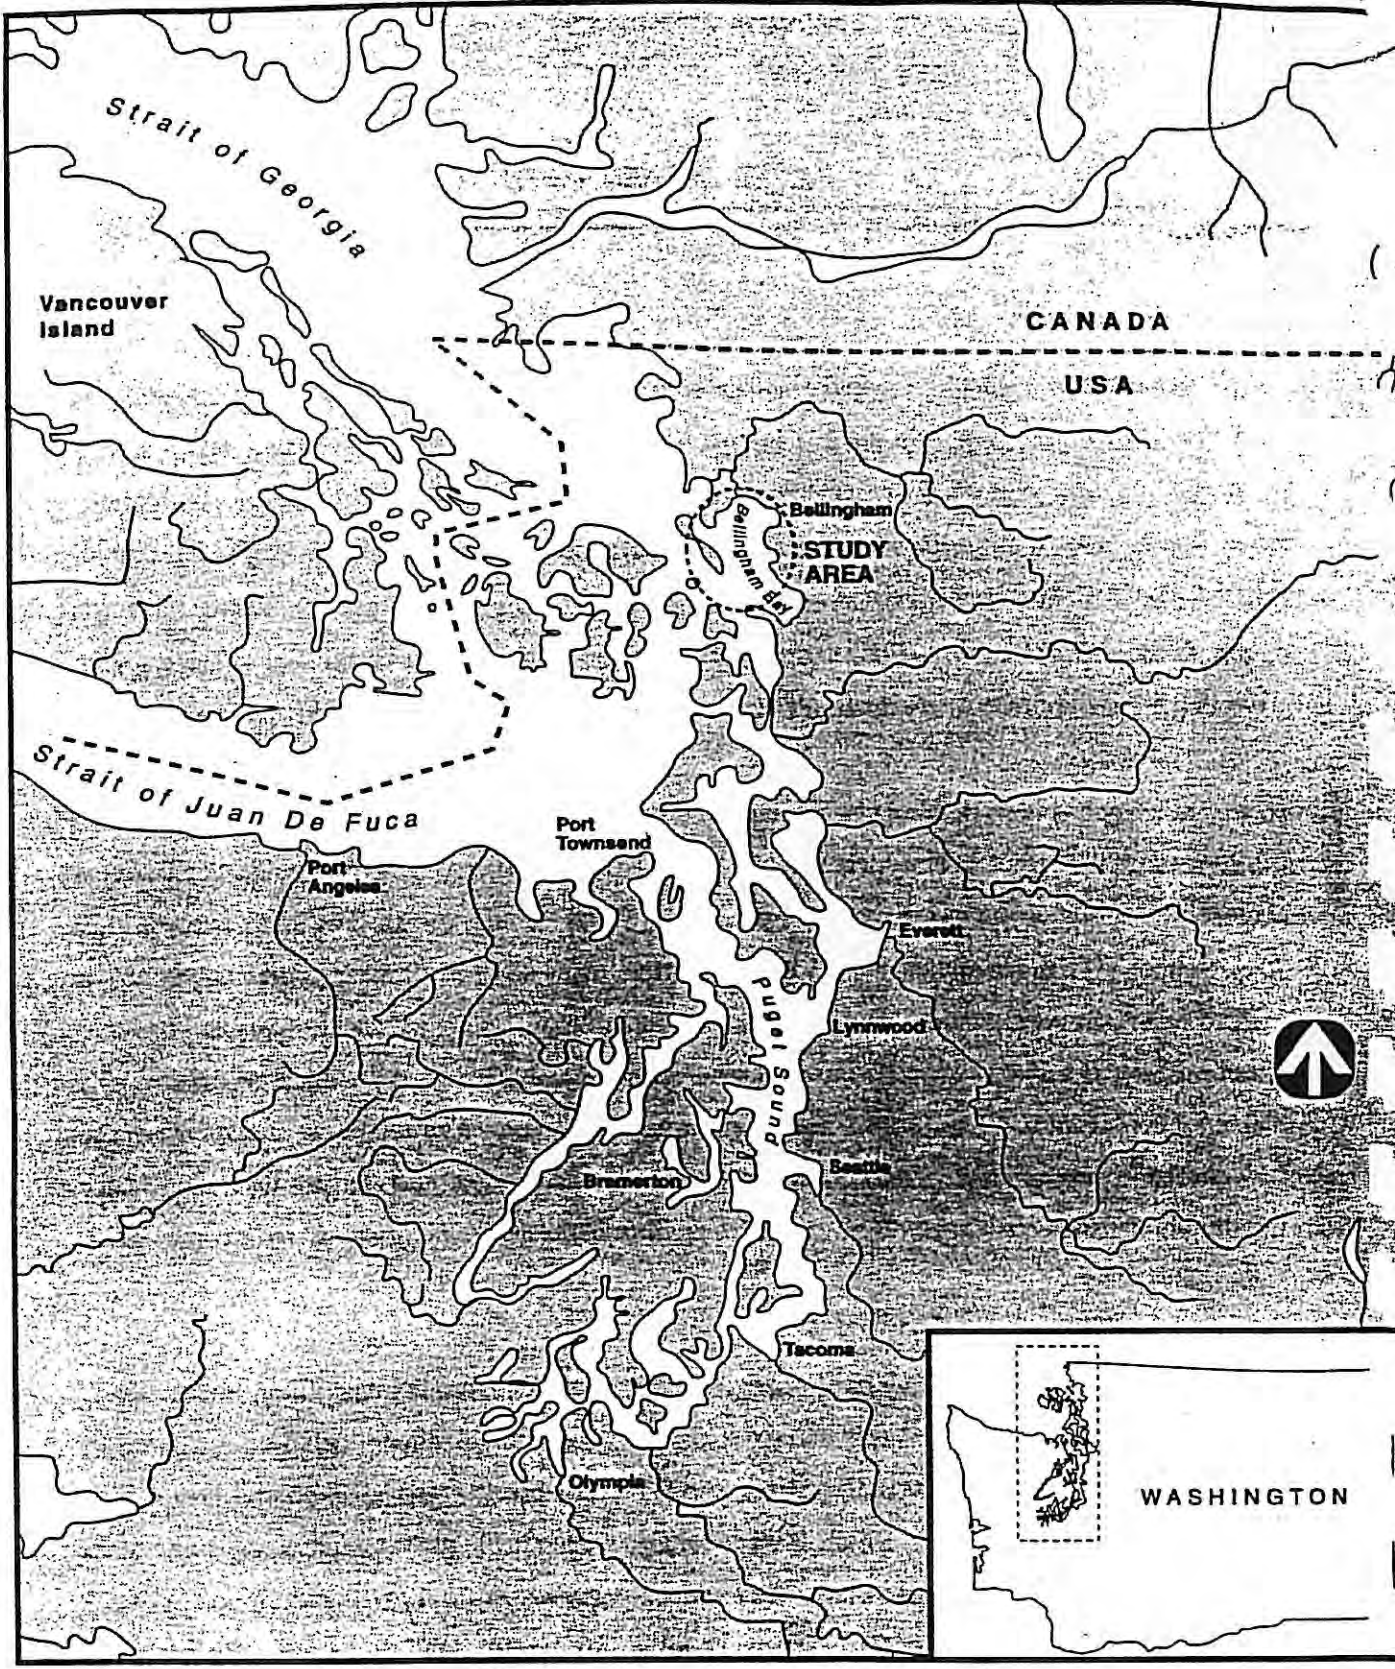 Strait of Georgia
Vancouver
Island
CANADA
USA
Bellingham
Bellingham Bay
STUDY
AREA
Strait of Juan De Fuca
Port
Townsend
Port
Angeles
Everett
Puget Sound
Lynnwood
Seattle
Bremerton
Tacoma
Olympia
WASHINGTON